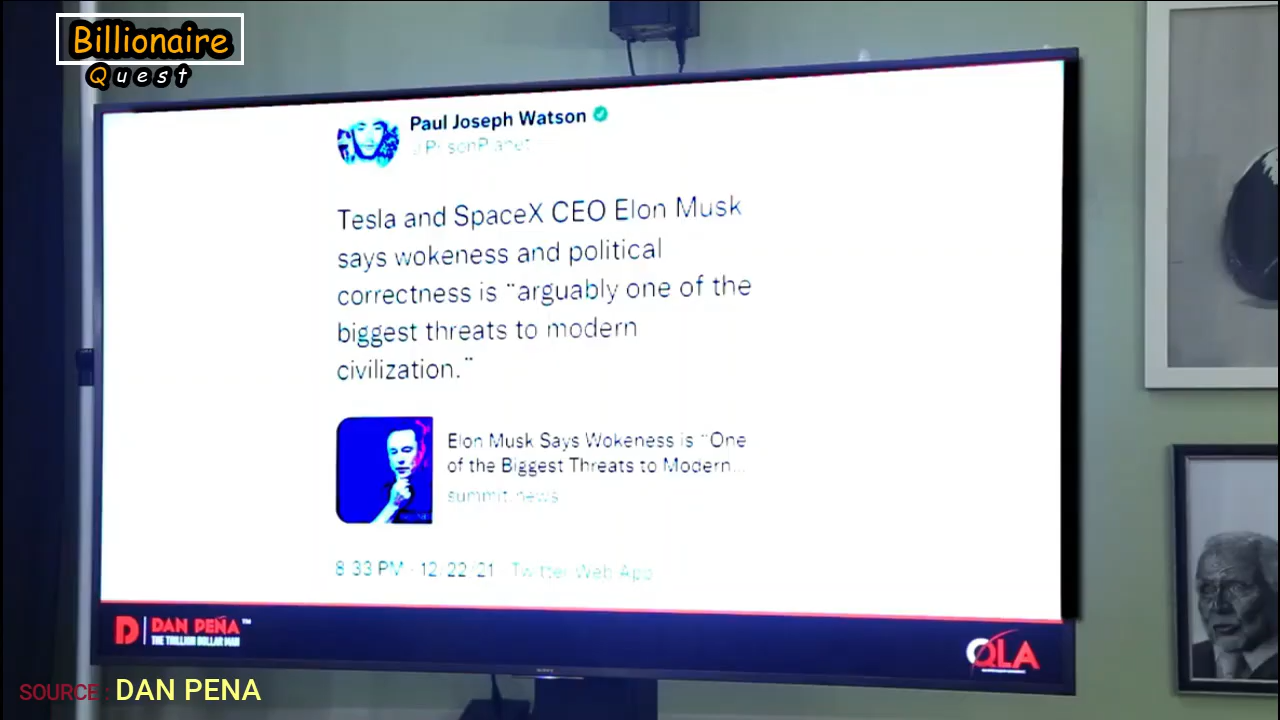 Billionaire
Quest
Paul Joseph Watson
@PrisonPlanet
Tesla and SpaceX CEO Elon Musk
says wokeness and political
correctness is "arguably one of the
biggest threats to modern
civilization."
Elon Musk Says Wokeness is "One
of the Biggest Threats to Modern...
summit.news
8:33 PM · 12/22/21 · Twitter Web App
D DAN PEÑA™
THE TRILLION DOLLAR MAN
QLA
SONY
SOURCE : DAN PENA